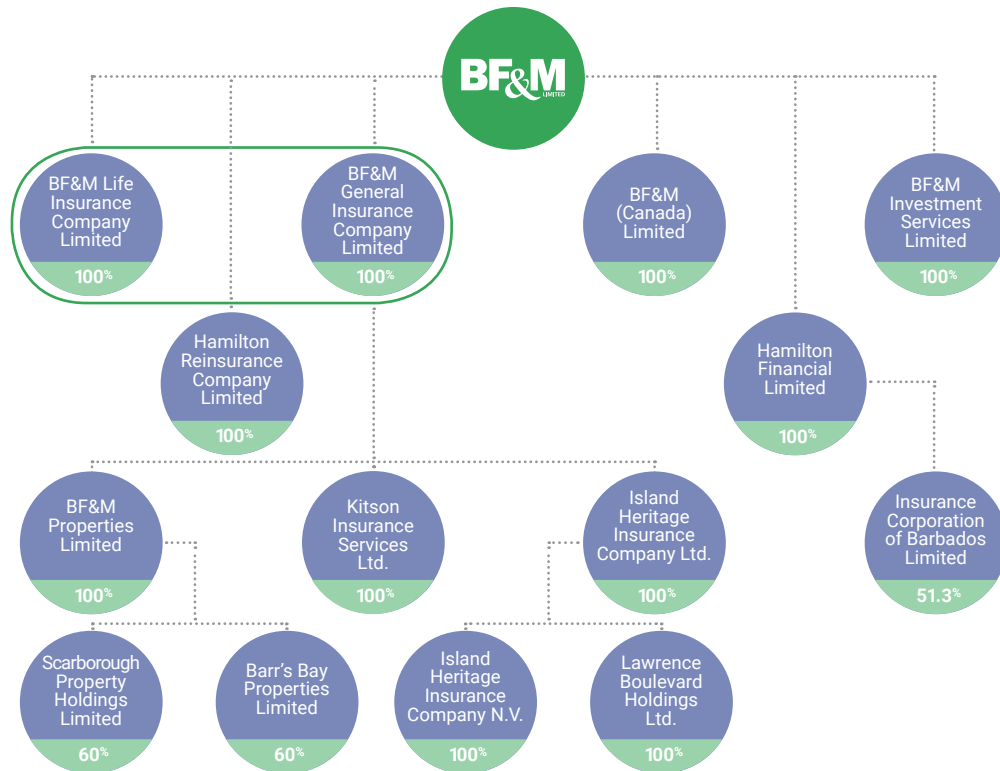 BF&M
LIMITED
BF&M Life
Insurance
Company
Limited
100%
BF&M
General
Insurance
Company
Limited
100%
BF&M
(Canada)
Limited
100%
BF&M
Investment
Services
Limited
100%
Hamilton
Reinsurance
Company
Limited
100%
Hamilton
Financial
Limited
100%
BF&M
Properties
Limited
100%
Kitson
Insurance
Services
Ltd.
100%
Island
Heritage
Insurance
Company Ltd.
100%
Insurance
Corporation
of Barbados
Limited
51.3%
Scarborough
Property
Holdings
Limited
60%
Barr's Bay
Properties
Limited
60%
Island
Heritage
Insurance
Company N.V.
100%
Lawrence
Boulevard
Holdings
Ltd.
100%